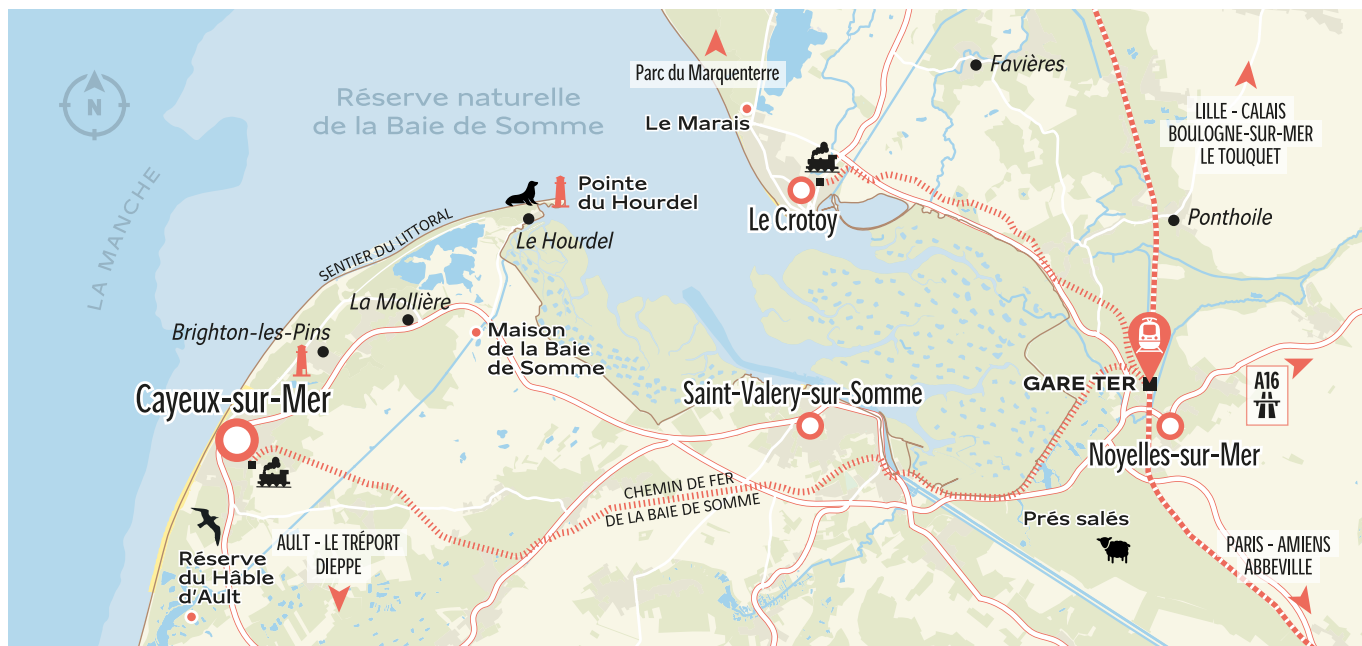 N
LA MANCHE
Réserve naturelle
de la Baie de Somme
Parc du Marquenterre
Le Marais
Favières
LILLE - CALAIS
BOULOGNE-SUR-MER
LE TOUQUET
Pointe
du Hourdel
Le Hourdel
SENTIER DU LITTORAL
Le Crotoy
Ponthoile
La Mollière
Brighton-les-Pins
Maison
de la Baie
de Somme
Cayeux-sur-Mer
Saint-Valery-sur-Somme
GARE TER
A16
Noyelles-sur-Mer
CHEMIN DE FER
DE LA BAIE DE SOMME
Prés salés
Réserve
du Hâble
d'Ault
AULT - LE TRÉPORT
DIEPPE
PARIS - AMIENS
ABBEVILLE